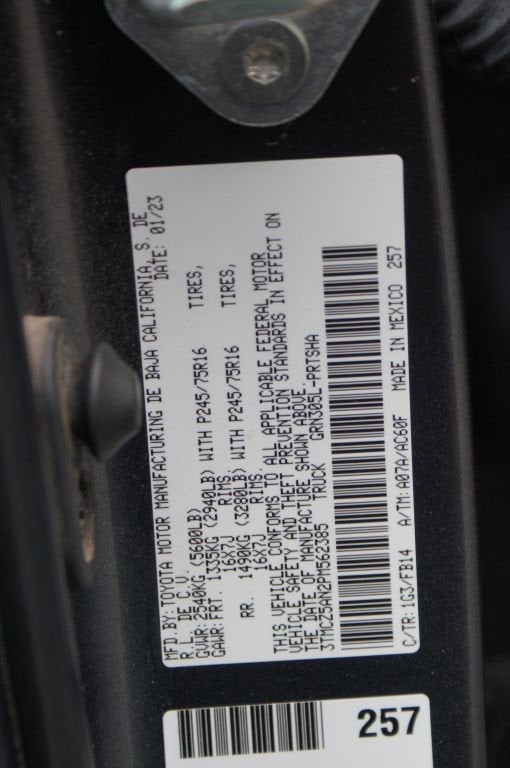 MFD.BY:TOYOTA MOTOR MANUFACTURING DE BAJA CALIFORNIA S. DE
R.L. DE C.V. DATE: 01/23
GVWR:2540KG (5600LB)
GAWR:FRT. 1335KG (2940LB) WITH P245/75R16 TIRES,
16X7J RIMS
RR. 1490KG (3280LB) WITH P245/75R16 TIRES,
16X7J RIMS.
THIS VEHICLE CONFORMS TO ALL APPLICABLE FEDERAL MOTOR
VEHICLE SAFETY AND THEFT PREVENTION STANDARDS IN EFFECT ON
THE DATE OF MANUFACTURE SHOWN ABOVE.
3TMCZ5AN2PM562385 TRUCK GRN305L-PRTSHA
C/TR:1G3/FB14 A/TM:A07A/AC60F MADE IN MEXICO 257
257